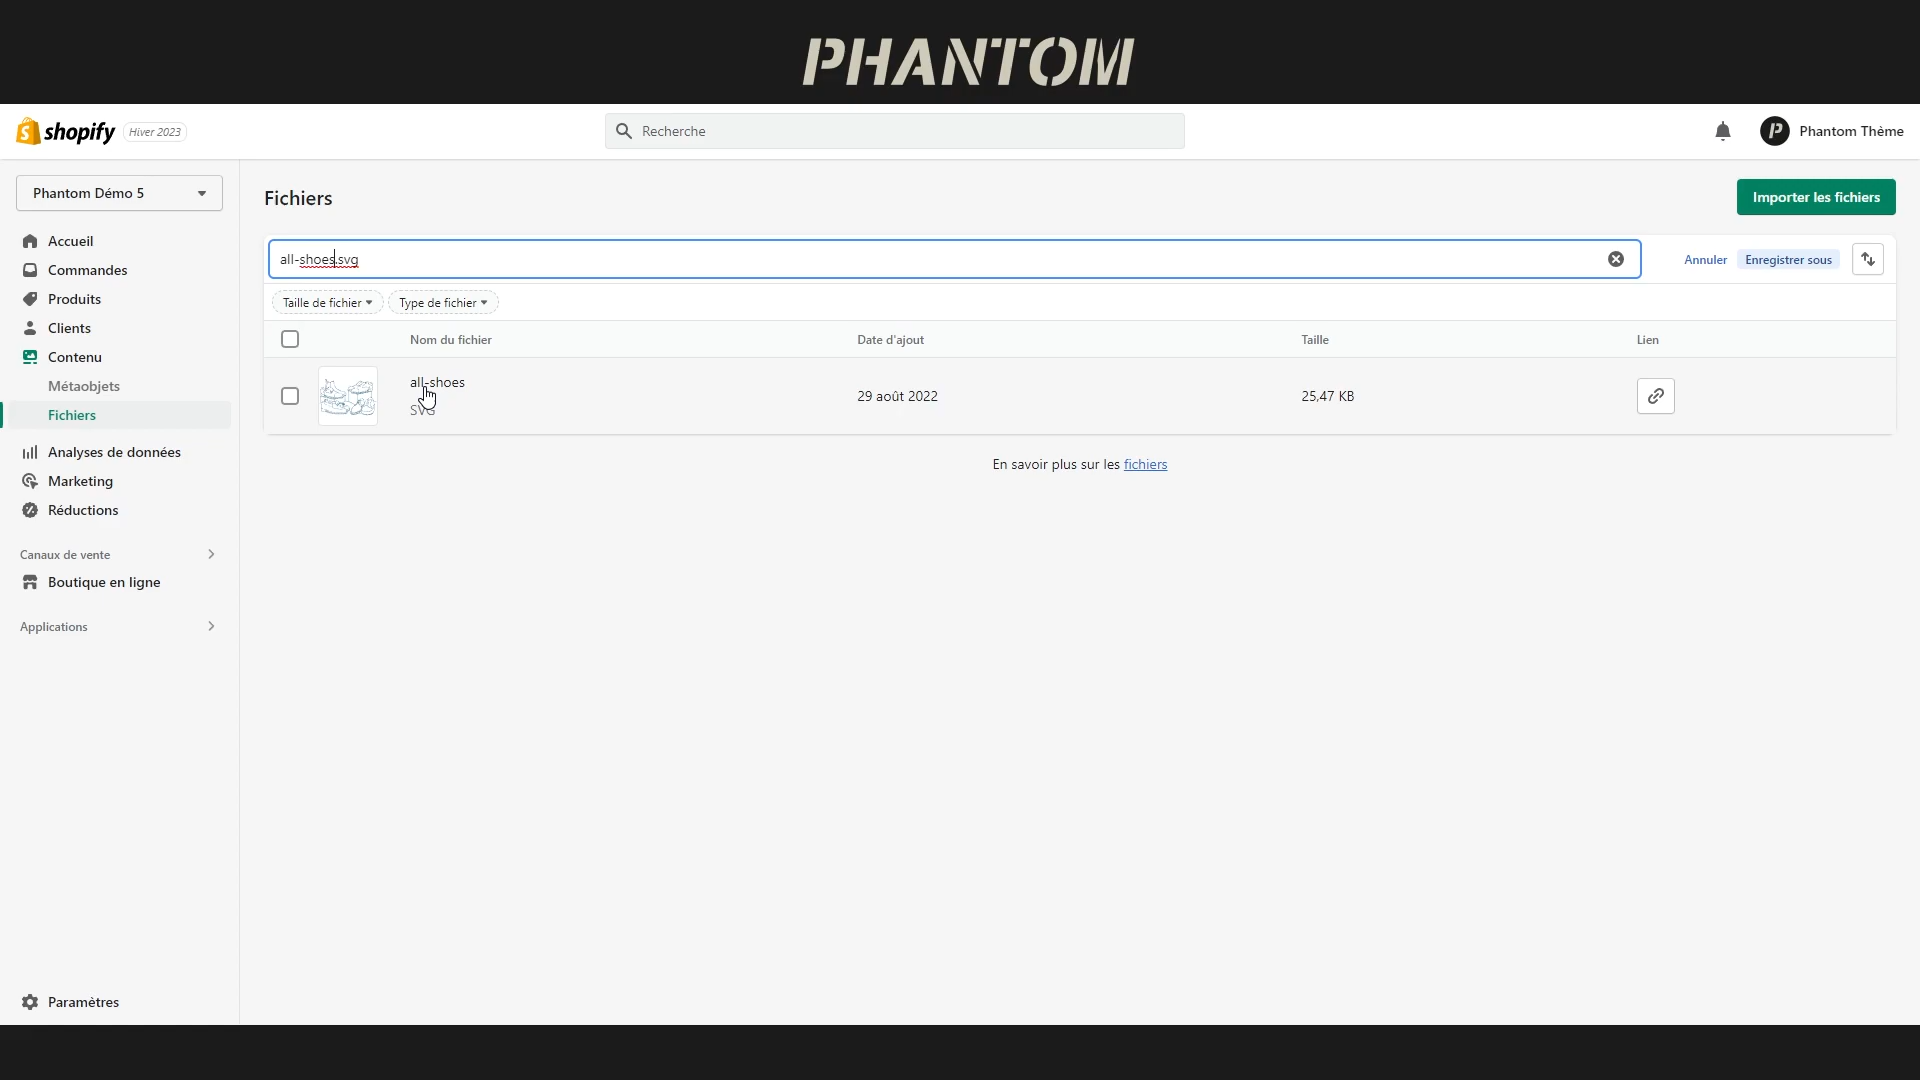 PHANTOM
shopify Hiver 2023
Recherche
Phantom Thème
Phantom Démo 5
Accueil
Commandes
Produits
Clients
Contenu
Métaobjets
Fichiers
Analyses de données
Marketing
Réductions
Canaux de vente
Boutique en ligne
Applications
Paramètres
Fichiers
Importer les fichiers
all-shoes.svg
Annuler
Enregistrer sous
Taille de fichier
Type de fichier
Nom du fichier Date d'ajout Taille Lien
all-shoes
SVG
29 août 2022
25,47 KB
En savoir plus sur les fichiers